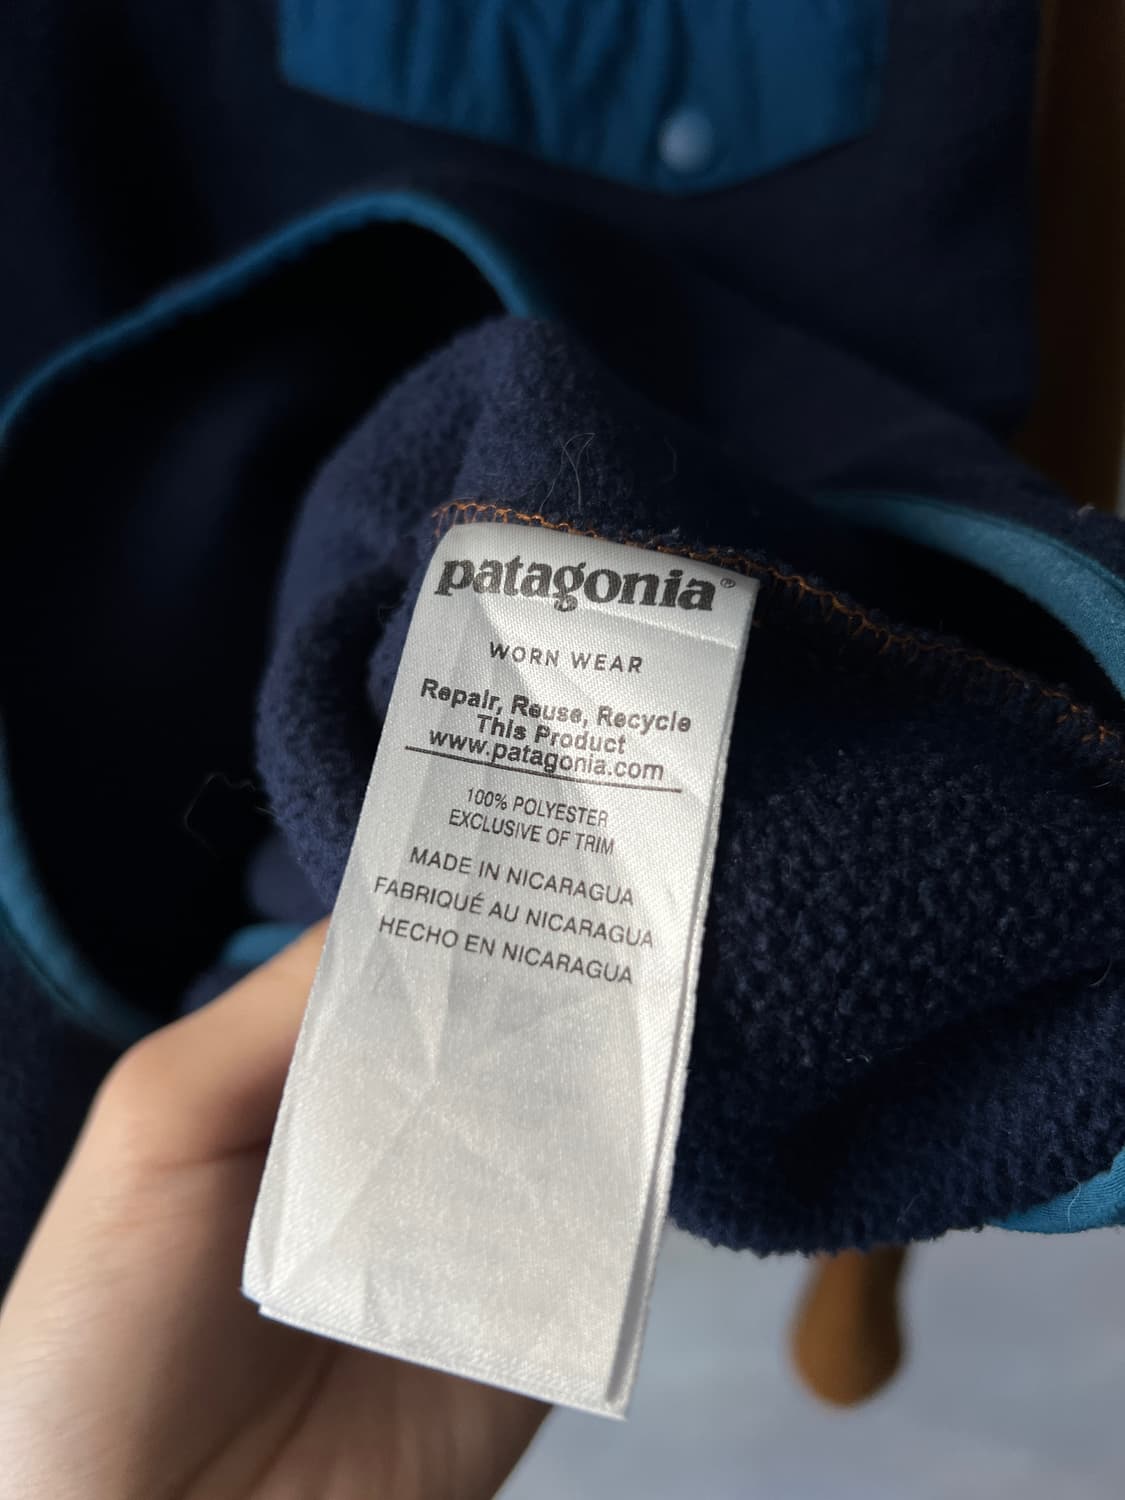 patagonia®
WORN WEAR
Repair, Reuse, Recycle
This Product
www.patagonia.com
100% POLYESTER
EXCLUSIVE OF TRIM
MADE IN NICARAGUA
FABRIQUÉ AU NICARAGUA
HECHO EN NICARAGUA